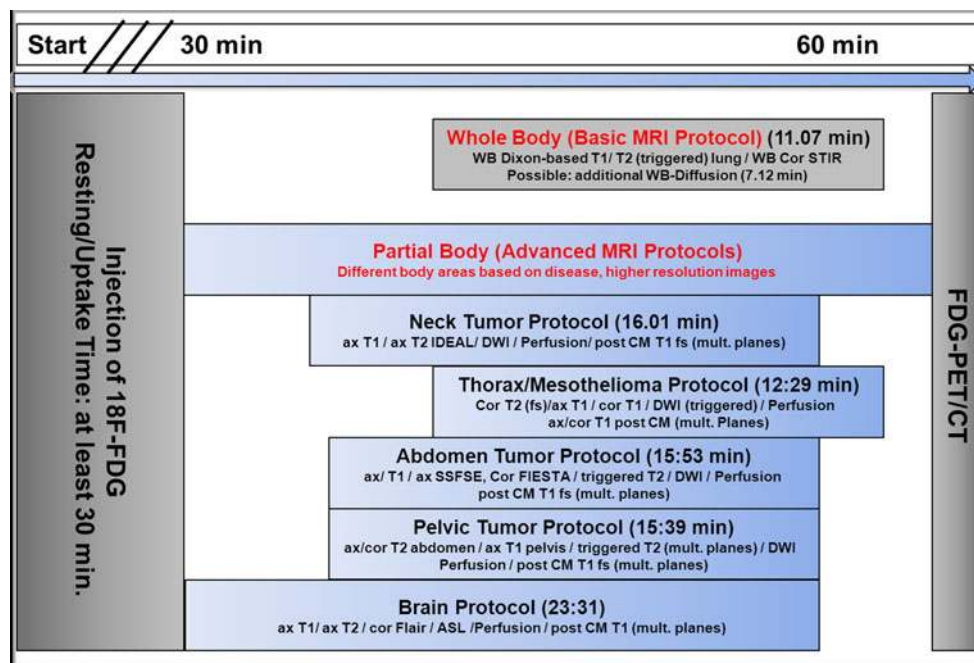 Start
30 min
60 min
Injection of 18F-FDG
Resting/Uptake Time: at least 30 min.
Whole Body (Basic MRI Protocol) (11.07 min)
WB Dixon-based T1/ T2 (triggered) lung / WB Cor STIR
Possible: additional WB-Diffusion (7.12 min)
Partial Body (Advanced MRI Protocols)
Different body areas based on disease, higher resolution images
Neck Tumor Protocol (16.01 min)
ax T1 / ax T2 IDEAL/ DWI / Perfusion/ post CM T1 fs (mult. planes)
Thorax/Mesothelioma Protocol (12:29 min)
Cor T2 (fs)/ax T1 / cor T1 / DWI (triggered) / Perfusion
ax/cor T1 post CM (mult. Planes)
Abdomen Tumor Protocol (15:53 min)
ax/ T1 / ax SSFSE, Cor FIESTA / triggered T2 / DWI / Perfusion
post CM T1 fs (mult. planes)
Pelvic Tumor Protocol (15:39 min)
ax/cor T2 abdomen / ax T1 pelvis / triggered T2 (mult. planes) / DWI
Perfusion / post CM T1 fs (mult. planes)
Brain Protocol (23:31)
ax T1/ ax T2 / cor Flair / ASL /Perfusion / post CM T1 (mult. planes)
FDG-PET/CT